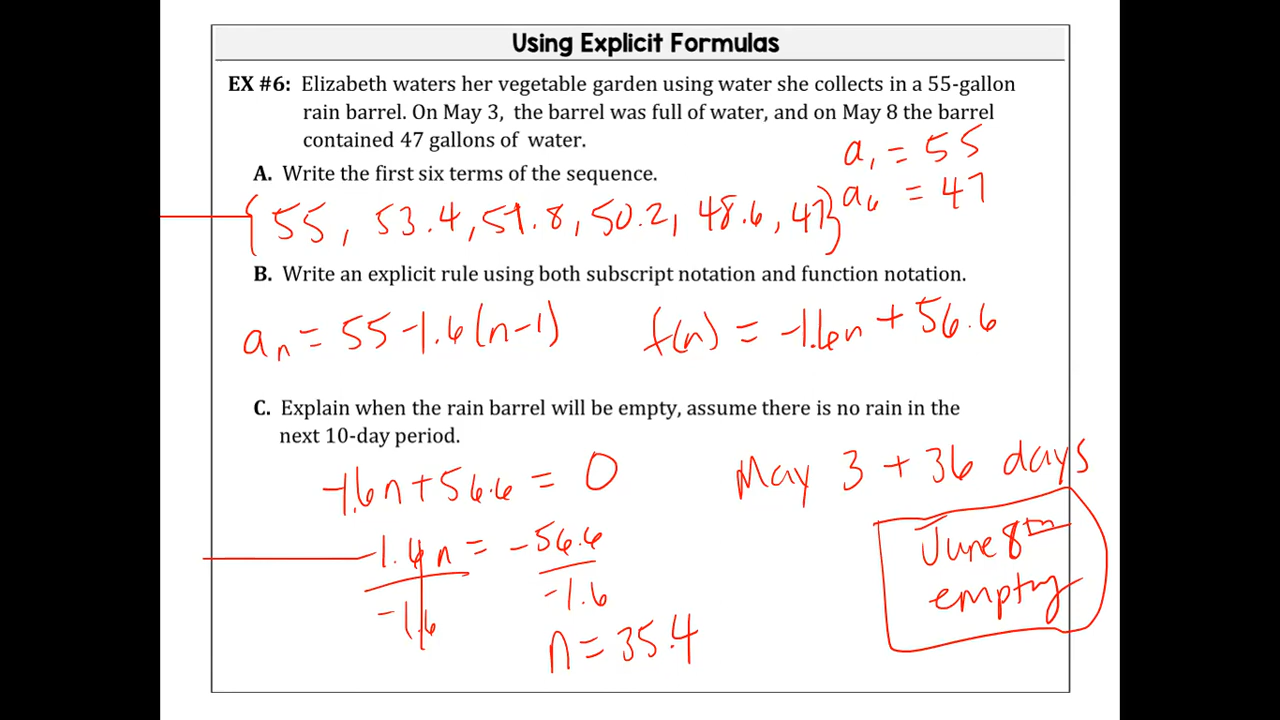 Using Explicit Formulas
EX #6: Elizabeth waters her vegetable garden using water she collects in a 55-gallon
rain barrel. On May 3, the barrel was full of water, and on May 8 the barrel
contained 47 gallons of water.
a₁ = 55
A. Write the first six terms of the sequence.
a₆ = 47
{55, 53.4, 51.8, 50.2, 48.6, 47}
B. Write an explicit rule using both subscript notation and function notation.
aₙ = 55 -1.6(n-1) f(n) = -1.6n + 56.6
C. Explain when the rain barrel will be empty, assume there is no rain in the
next 10-day period.
-1.6n + 56.6 = 0
May 3 + 36 days
-1.6n = -56.6
-1.6 -1.6
n = 35.4
June 8th
empty